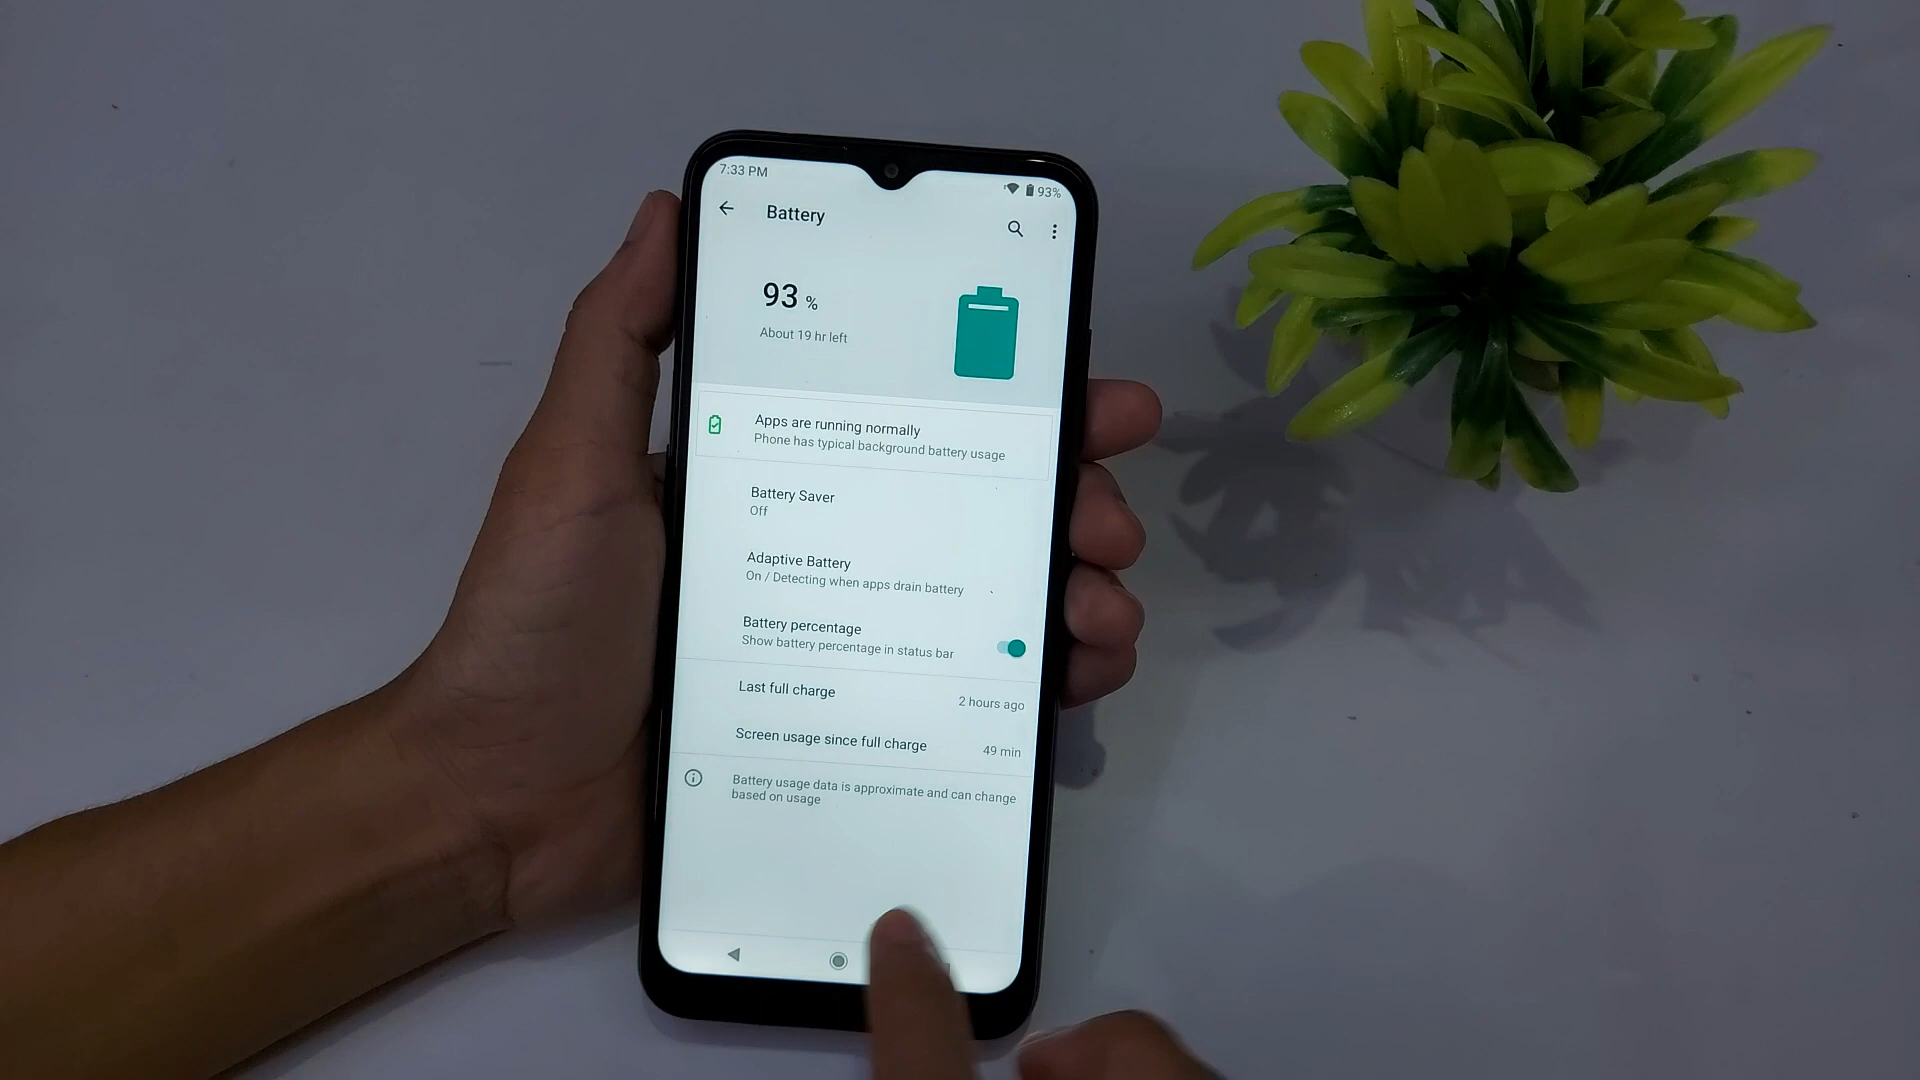 7:33 PM
93%
Battery
93 %
About 19 hr left
Apps are running normally
Phone has typical background battery usage
Battery Saver
Off
Adaptive Battery
On / Detecting when apps drain battery
Battery percentage
Show battery percentage in status bar
Last full charge
2 hours ago
Screen usage since full charge
49 min
Battery usage data is approximate and can change
based on usage